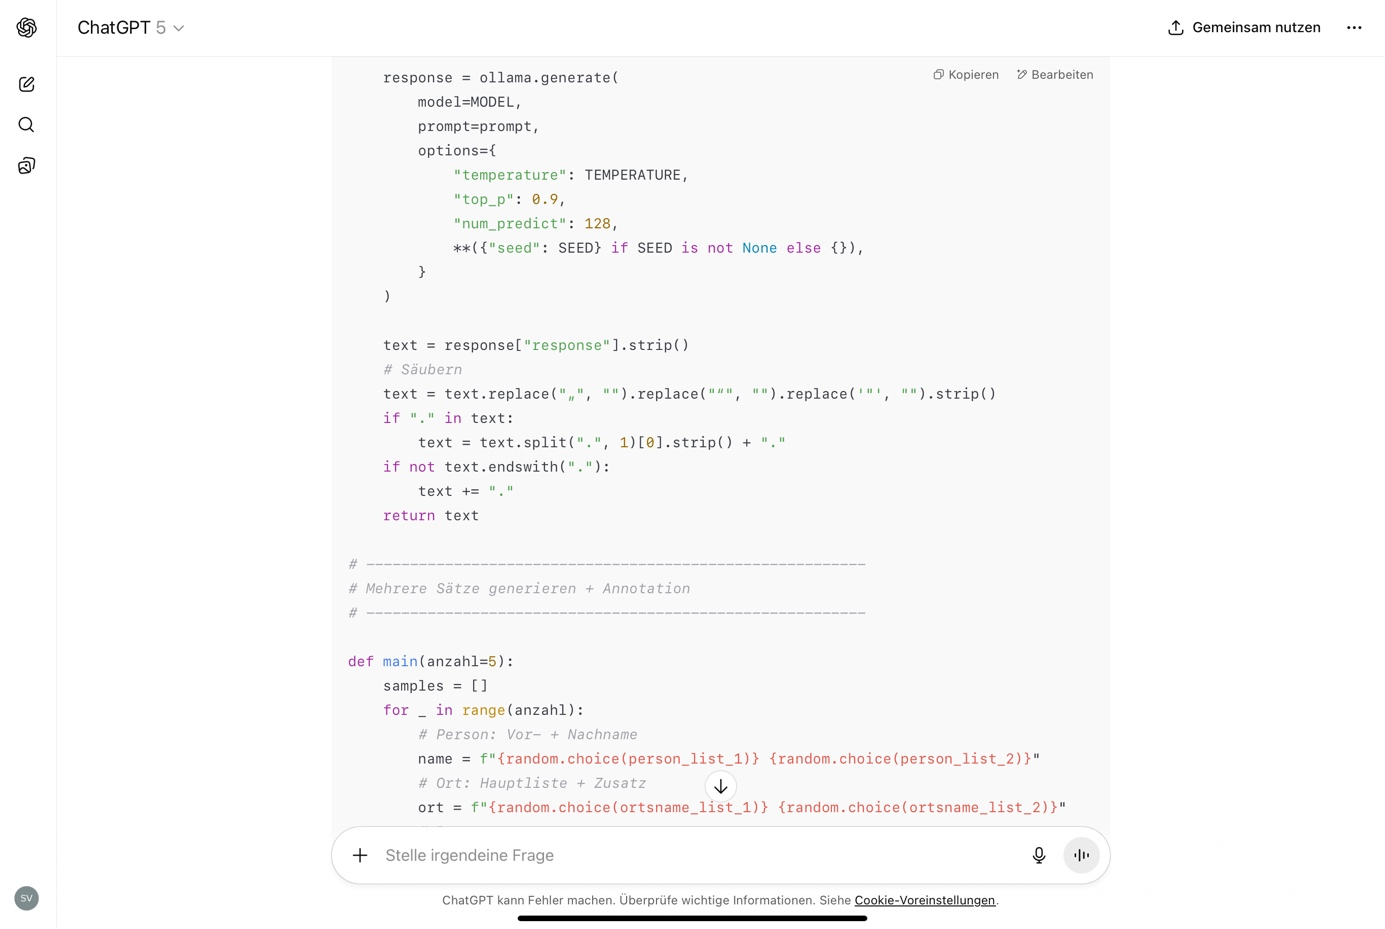 ChatGPT 5
Gemeinsam nutzen
Kopieren
Bearbeiten
    response = ollama.generate(
        model=MODEL,
        prompt=prompt,
        options={
            "temperature": TEMPERATURE,
            "top_p": 0.9,
            "num_predict": 128,
            **({"seed": SEED} if SEED is not None else {}),
        }
    )
    text = response["response"].strip()
    # Säubern
    text = text.replace("„", "").replace("“", "").replace('"', "").strip()
    if "." in text:
        text = text.split(".", 1)[0].strip() + "."
    if not text.endswith("."):
        text += "."
    return text
# ---------------------------------------------------------
# Mehrere Sätze generieren + Annotation
# ---------------------------------------------------------
def main(anzahl=5):
    samples = []
    for _ in range(anzahl):
        # Person: Vor- + Nachname
        name = f"{random.choice(person_list_1)} {random.choice(person_list_2)}"
        # Ort: Hauptliste + Zusatz
        ort = f"{random.choice(ortsname_list_1)} {random.choice(ortsname_list_2)}"
Stelle irgendeine Frage
SV
ChatGPT kann Fehler machen. Überprüfe wichtige Informationen. Siehe Cookie-Voreinstellungen.